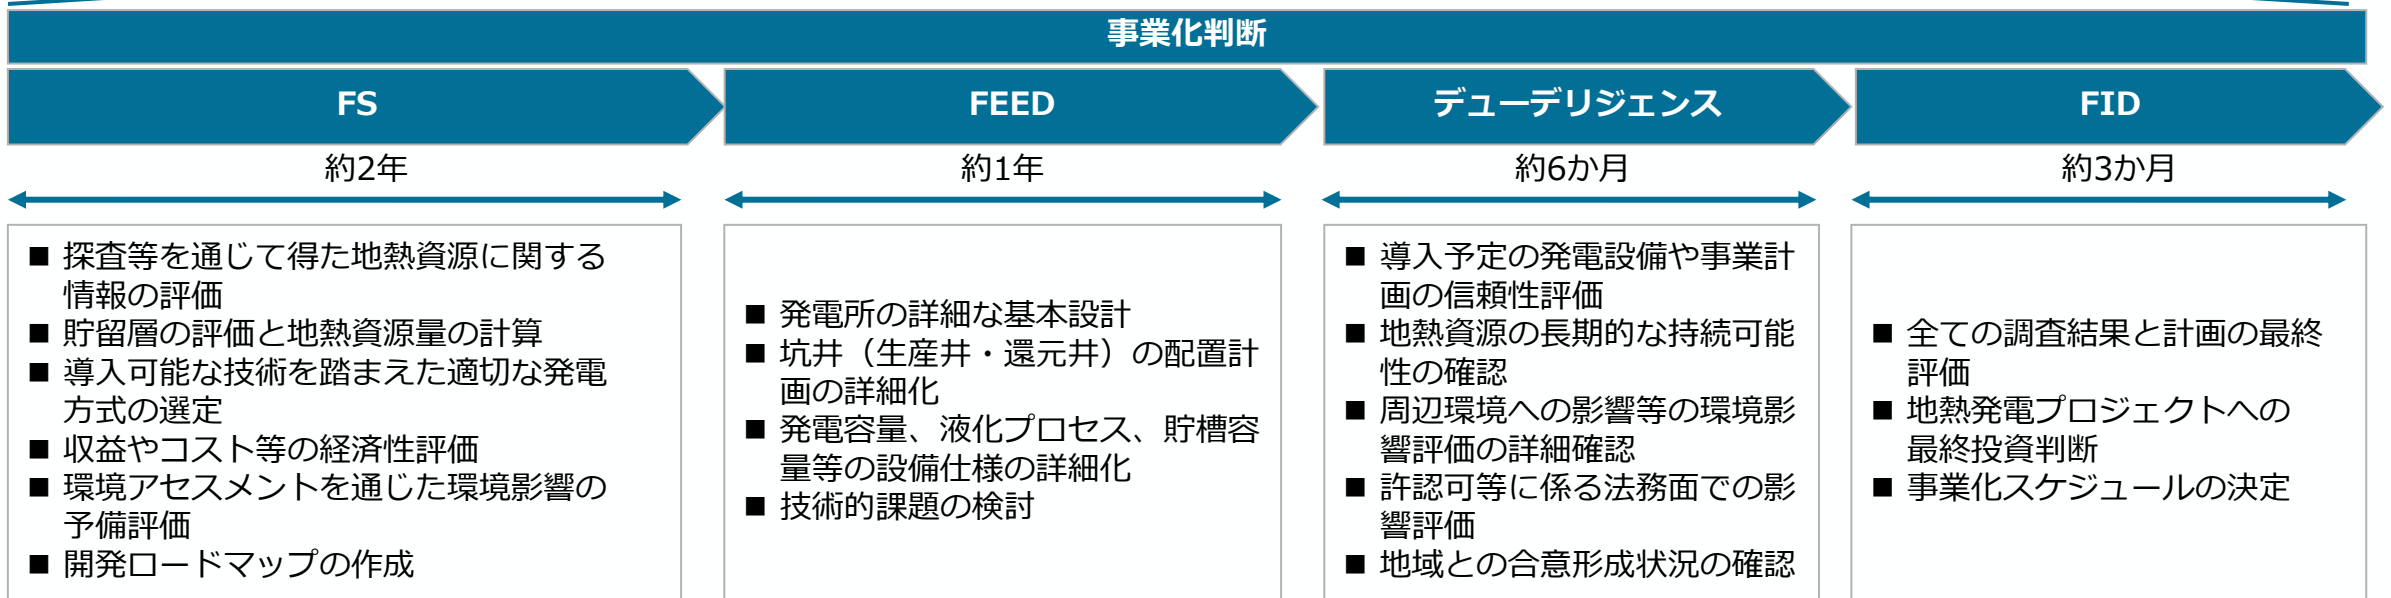 事業化判断
FS
FEED
デューデリジェンス
FID
約2年
約1年
約6か月
約3か月
■ 探査等を通じて得た地熱資源に関する
情報の評価
■ 貯留層の評価と地熱資源量の計算
■ 導入可能な技術を踏まえた適切な発電
方式の選定
■ 収益やコスト等の経済性評価
■ 環境アセスメントを通じた環境影響の
予備評価
■ 開発ロードマップの作成
■ 発電所の詳細な基本設計
■ 坑井（生産井・還元井）の配置計
画の詳細化
■ 発電容量、液化プロセス、貯槽容
量等の設備仕様の詳細化
■ 技術的課題の検討
■ 導入予定の発電設備や事業計
画の信頼性評価
■ 地熱資源の長期的な持続可能
性の確認
■ 周辺環境への影響等の環境影
響評価の詳細確認
■ 許認可等に係る法務面での影
響評価
■ 地域との合意形成状況の確認
■ 全ての調査結果と計画の最終
評価
■ 地熱発電プロジェクトへの
最終投資判断
■ 事業化スケジュールの決定